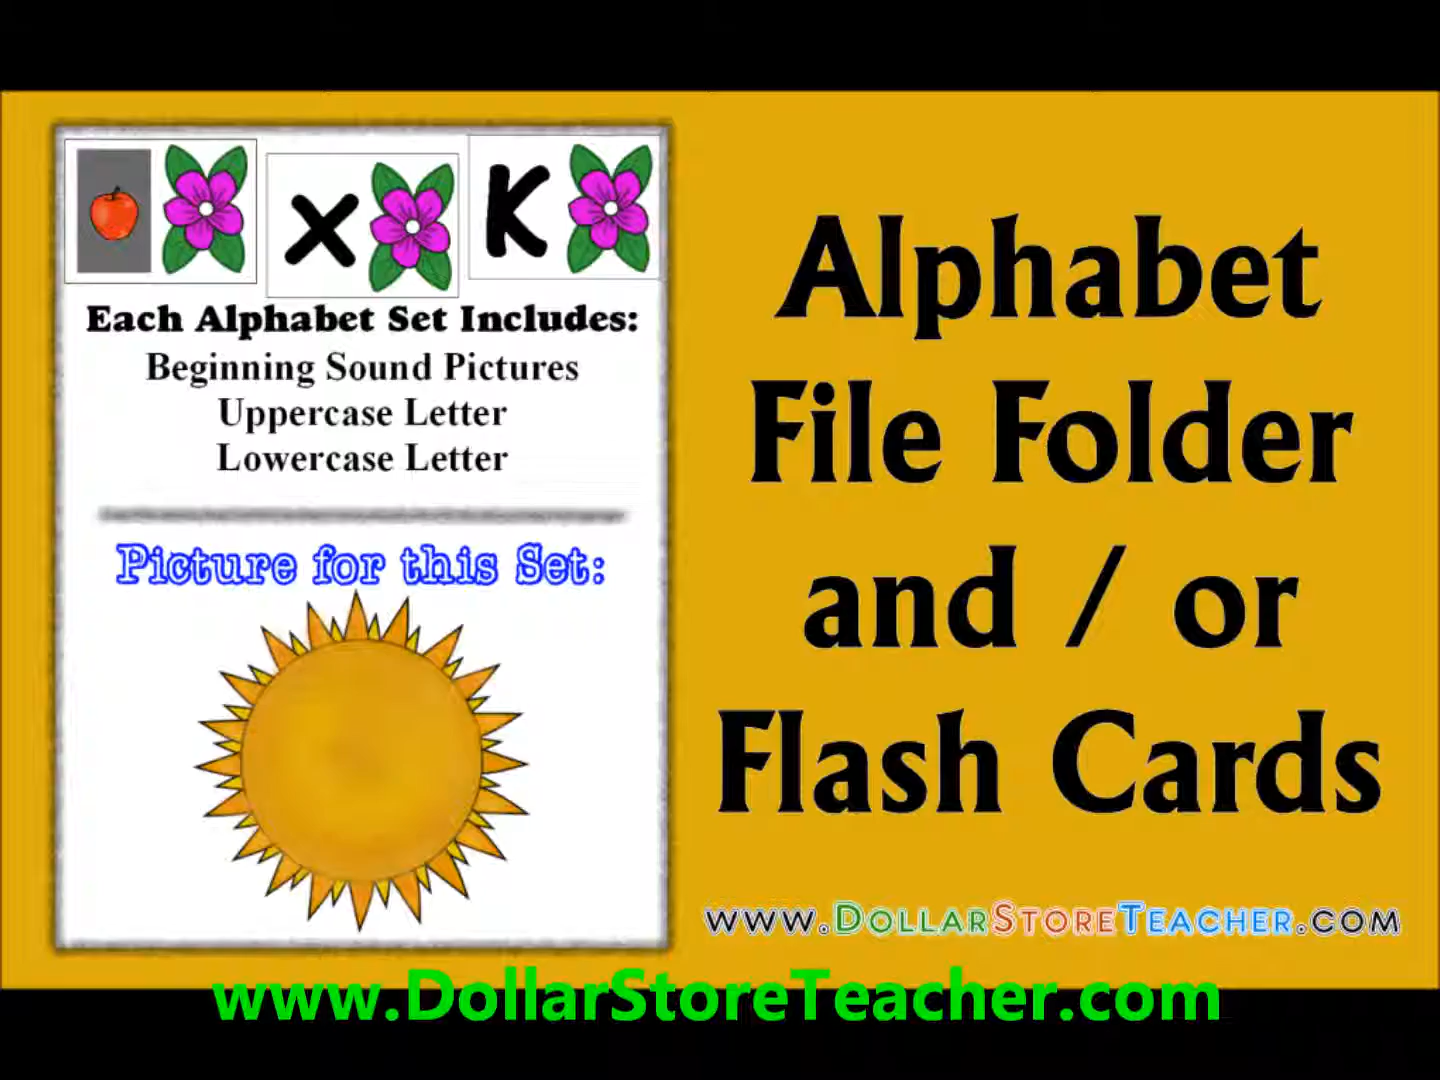 x
K
Each Alphabet Set Includes:
Beginning Sound Pictures
Uppercase Letter
Lowercase Letter
Picture for this Set:
Alphabet
File Folder
and / or
Flash Cards
www.DollarStoreTeacher.com
www.DollarStoreTeacher.com